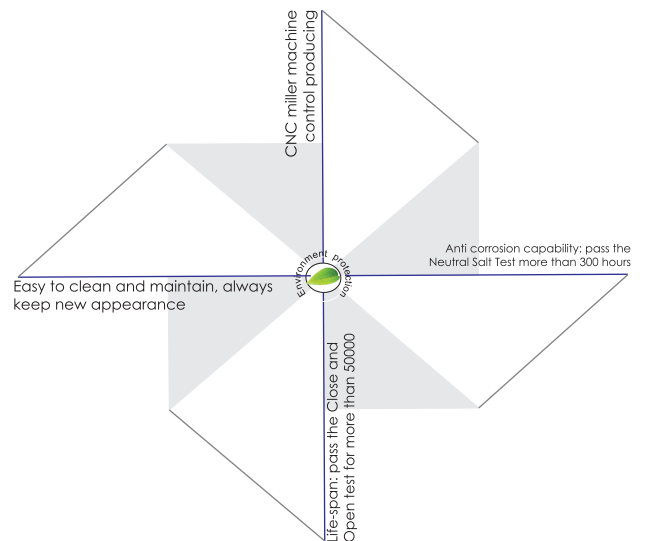 CNC miller machine
control producing
Anti corrosion capability: pass the
Neutral Salt Test more than 300 hours
Environment protection
Easy to clean and maintain, always
keep new appearance
Life-span: pass the Close and
Open test for more than 50000